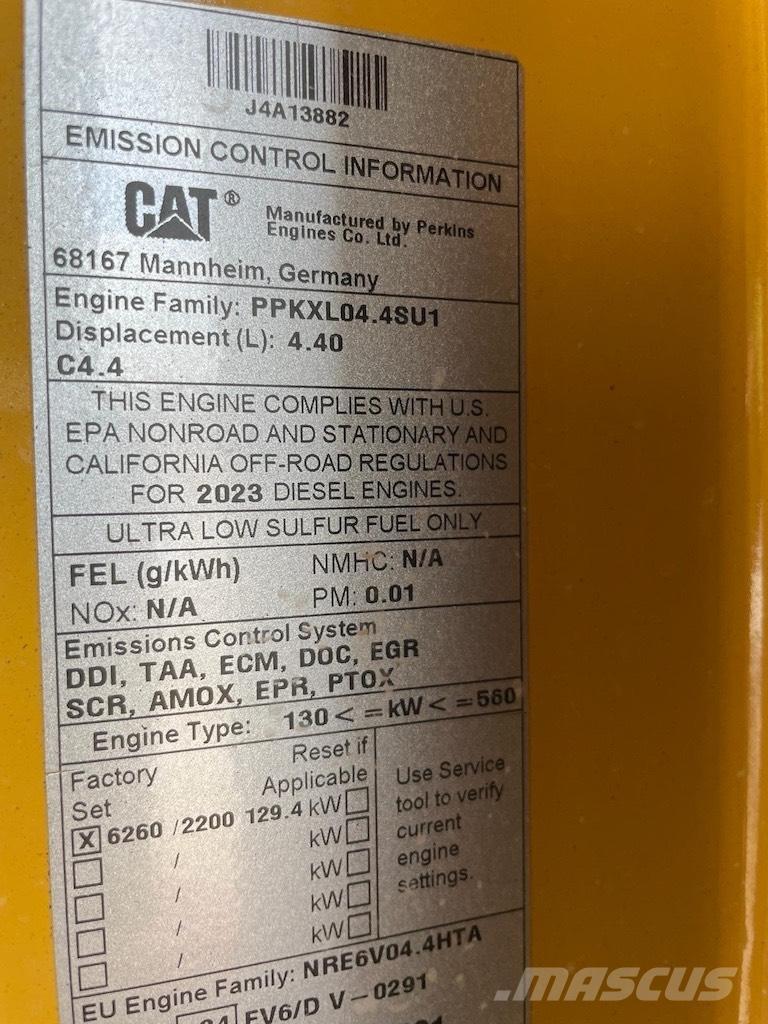 J4A13882
EMISSION CONTROL INFORMATION
CAT®
Manufactured by Perkins
Engines Co. Ltd.
68167 Mannheim, Germany
Engine Family: PPKXL04.4SU1
Displacement (L): 4.40
C4.4
THIS ENGINE COMPLIES WITH U.S.
EPA NONROAD AND STATIONARY AND
CALIFORNIA OFF-ROAD REGULATIONS
FOR 2023 DIESEL ENGINES.
ULTRA LOW SULFUR FUEL ONLY
FEL (g/kWh) NMHC: N/A
NOx: N/A PM: 0.01
Emissions Control System
DDI, TAA, ECM, DOC, EGR
SCR, AMOX, EPR, PTOX
Engine Type: 130 < =kW < =560
Factory
Set
Reset if
Applicable
X 6260 /2200 129.4 kW
/ kW
/ kW
/ kW
/ kW
Use Service
tool to verify
current
engine
settings.
EU Engine Family: NRE6V04.4HTA
EV6/D V-0291
.MASCUS